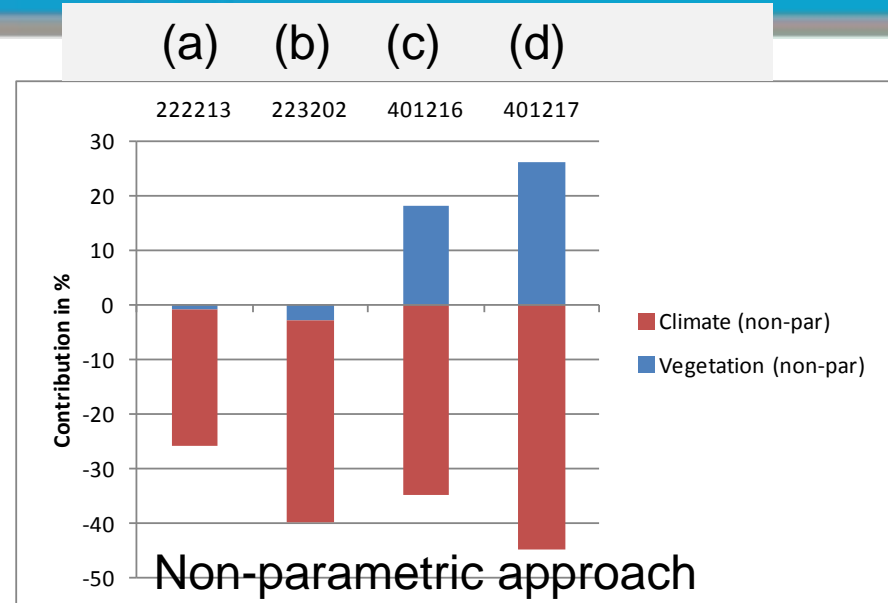 (a) (b) (c) (d)
222213 223202 401216 401217
30
20
10
0
-10
-20
-30
-40
-50
Contribution in %
Climate (non-par)
Vegetation (non-par)
Non-parametric approach